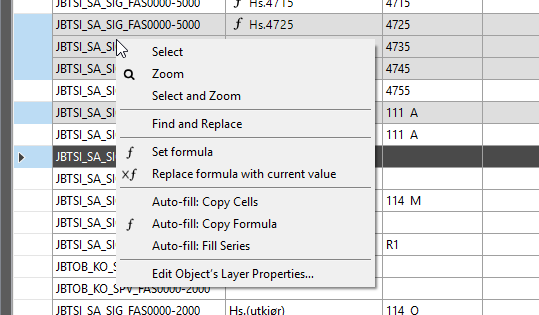 JBTSI_SA_SIG_FAS0000-5000 ƒ Hs.4715 4715
JBTSI_SA_SIG_FAS0000-5000 ƒ Hs.4725 4725
JBTSI_SA_SI 4735
JBTSI_SA_SI 4745
JBTSI_SA_SI 4755
JBTSI_SA_SI 111 A
JBTSI_SA_SI 111 A
JBTSI_SA_SI
JBTSI_SA_SI
JBTSI_SA_SI 114 M
JBTSI_SA_SI
JBTSI_SA_SI R1
JBTOB_KO_S
JBTOB_KO_SPV_FAS0000-2000
JBTSI_SA_SIG_FAS0000-2000 Hs.(utkjør) 114 O
Select
Zoom
Select and Zoom
Find and Replace
ƒ Set formula
Xƒ Replace formula with current value
Auto-fill: Copy Cells
ƒ Auto-fill: Copy Formula
Auto-fill: Fill Series
Edit Object's Layer Properties...